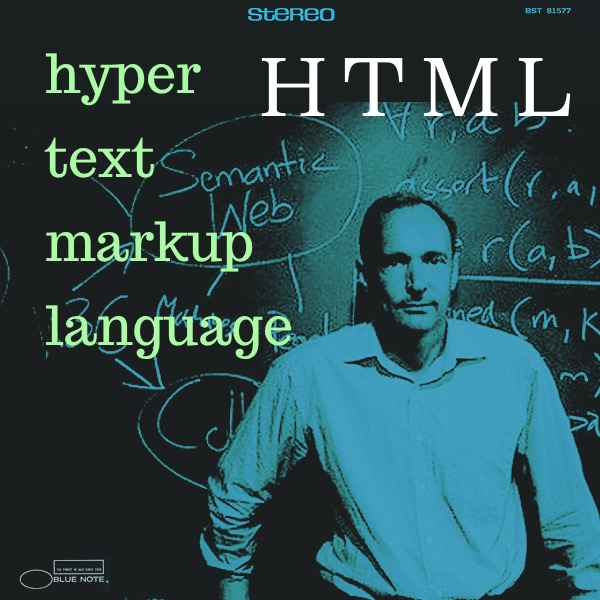 stereo
BST 81577
hyper
HTML
text
markup
language
Semantic
Web
∀ r, a, b
assert(r, a,
r(a, b)
(m, K
THE FINEST IN JAZZ SINCE 1939
BLUE NOTE